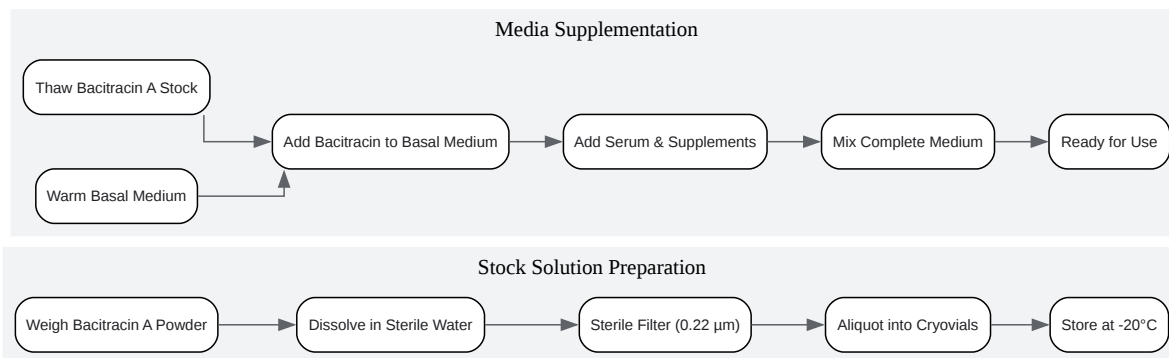 Media Supplementation
Thaw Bacitracin A Stock
Warm Basal Medium
Add Bacitracin to Basal Medium
Add Serum & Supplements
Mix Complete Medium
Ready for Use
Stock Solution Preparation
Weigh Bacitracin A Powder
Dissolve in Sterile Water
Sterile Filter (0.22 µm)
Aliquot into Cryovials
Store at -20°C